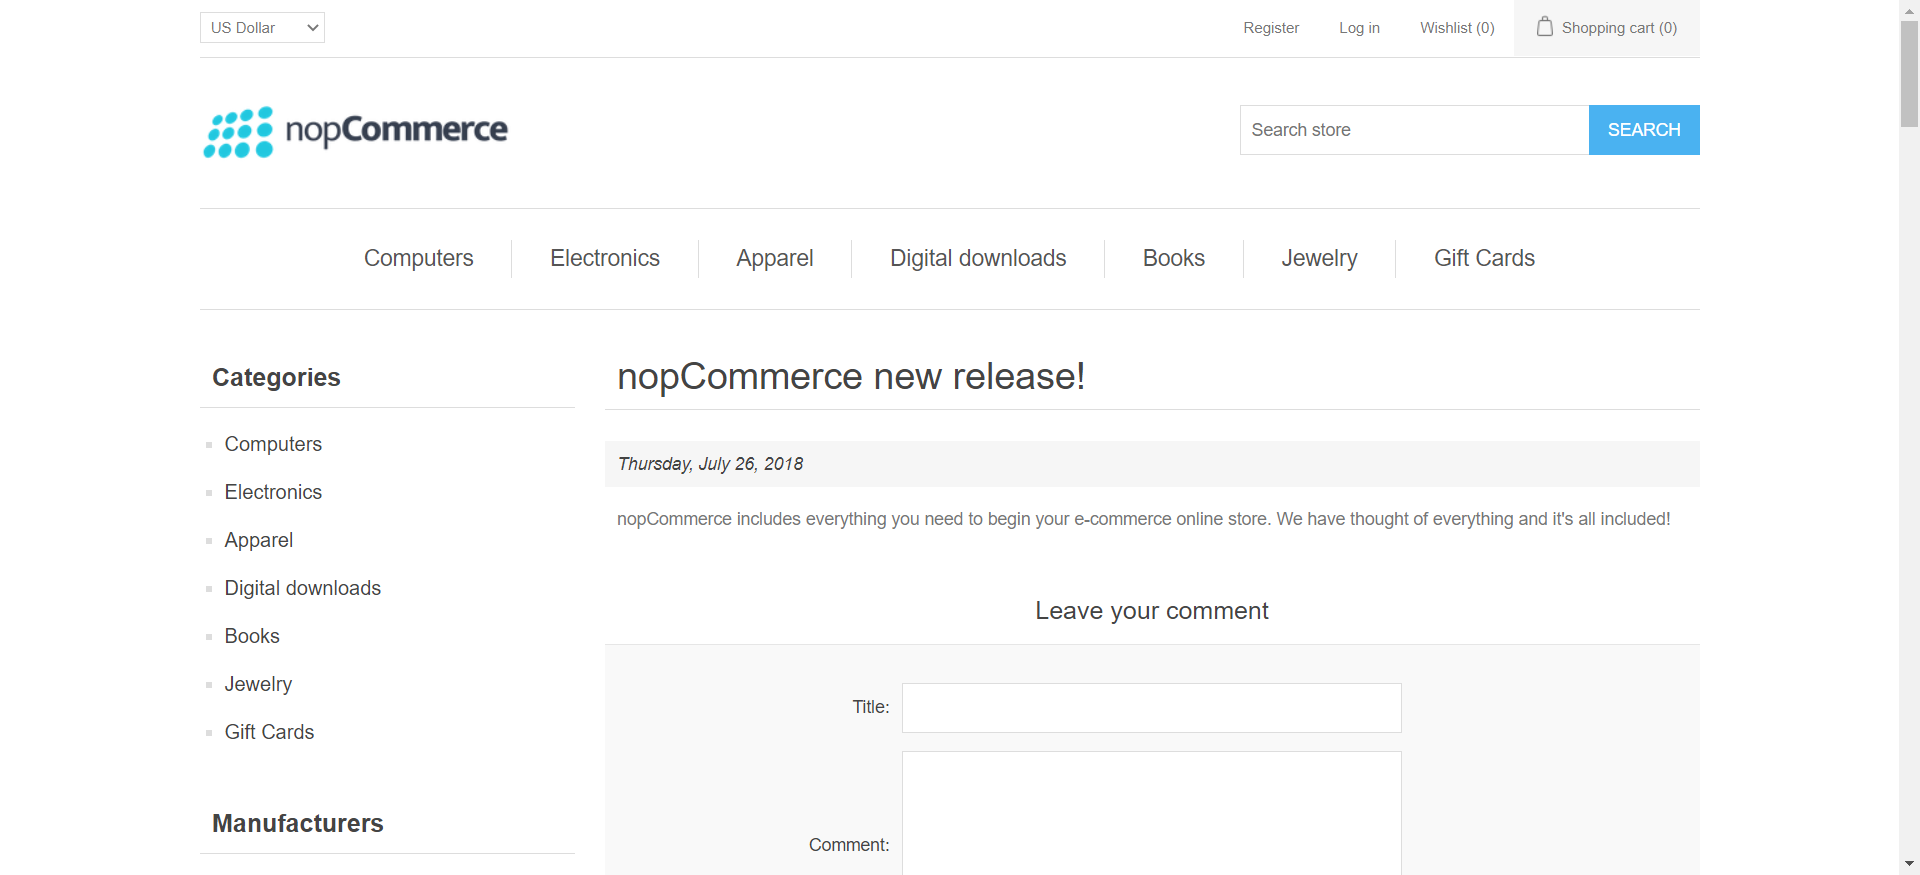 US Dollar
Register Log in Wishlist (0) Shopping cart (0)
nopCommerce
Search store SEARCH
Computers Electronics Apparel Digital downloads Books Jewelry Gift Cards
Categories
Computers
Electronics
Apparel
Digital downloads
Books
Jewelry
Gift Cards
Manufacturers
nopCommerce new release!
Thursday, July 26, 2018
nopCommerce includes everything you need to begin your e-commerce online store. We have thought of everything and it's all included!
Leave your comment
Title:
Comment: